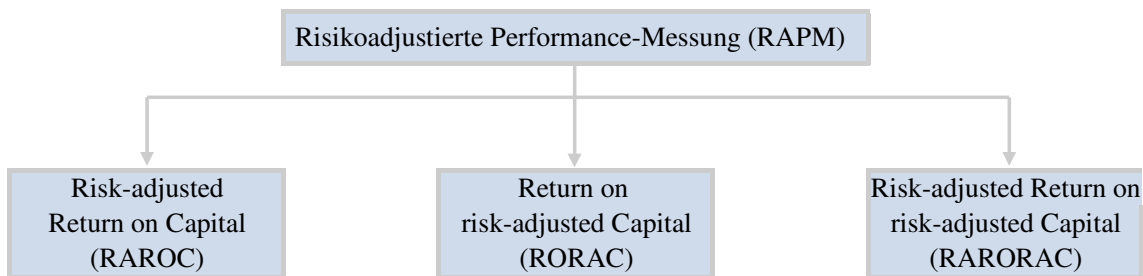 Risikoadjustierte Performance-Messung (RAPM)
Risk-adjusted
Return on Capital
(RAROC)
Return on
risk-adjusted Capital
(RORAC)
Risk-adjusted Return on
risk-adjusted Capital
(RARORAC)